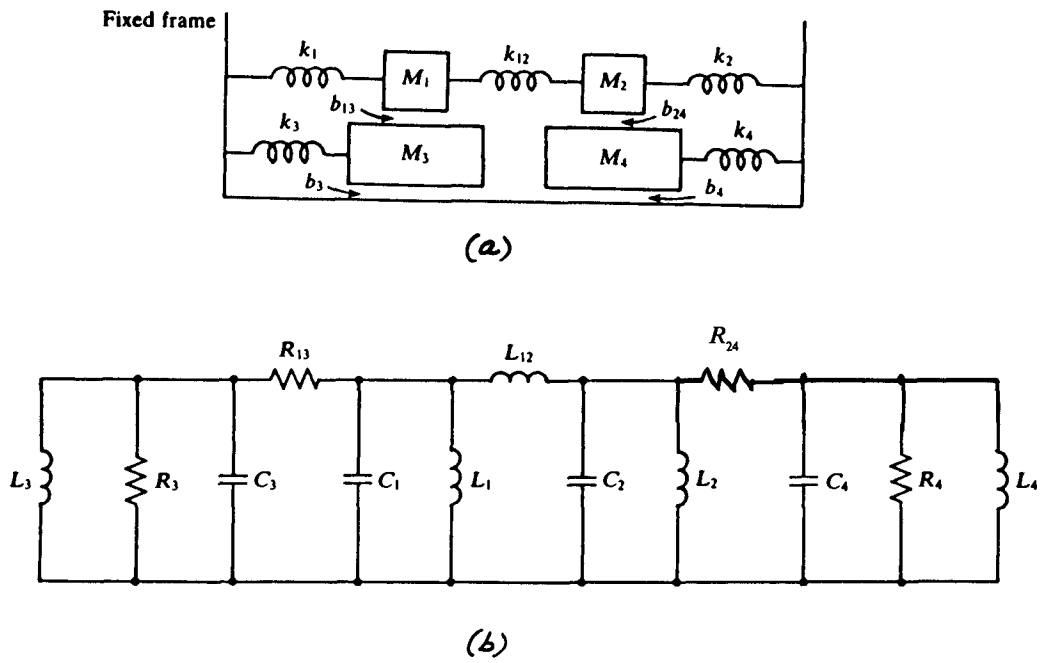 Fixed frame
k₁ k₁₂ k₂
M₁ M₂
b₁₃ b₂₄
k₃ k₄
M₃ M₄
b₃ b₄
(a)
R₁₃ L₁₂ R₂₄
L₃ R₃ C₃ C₁ L₁ C₂ L₂ C₄ R₄ L₄
(b)